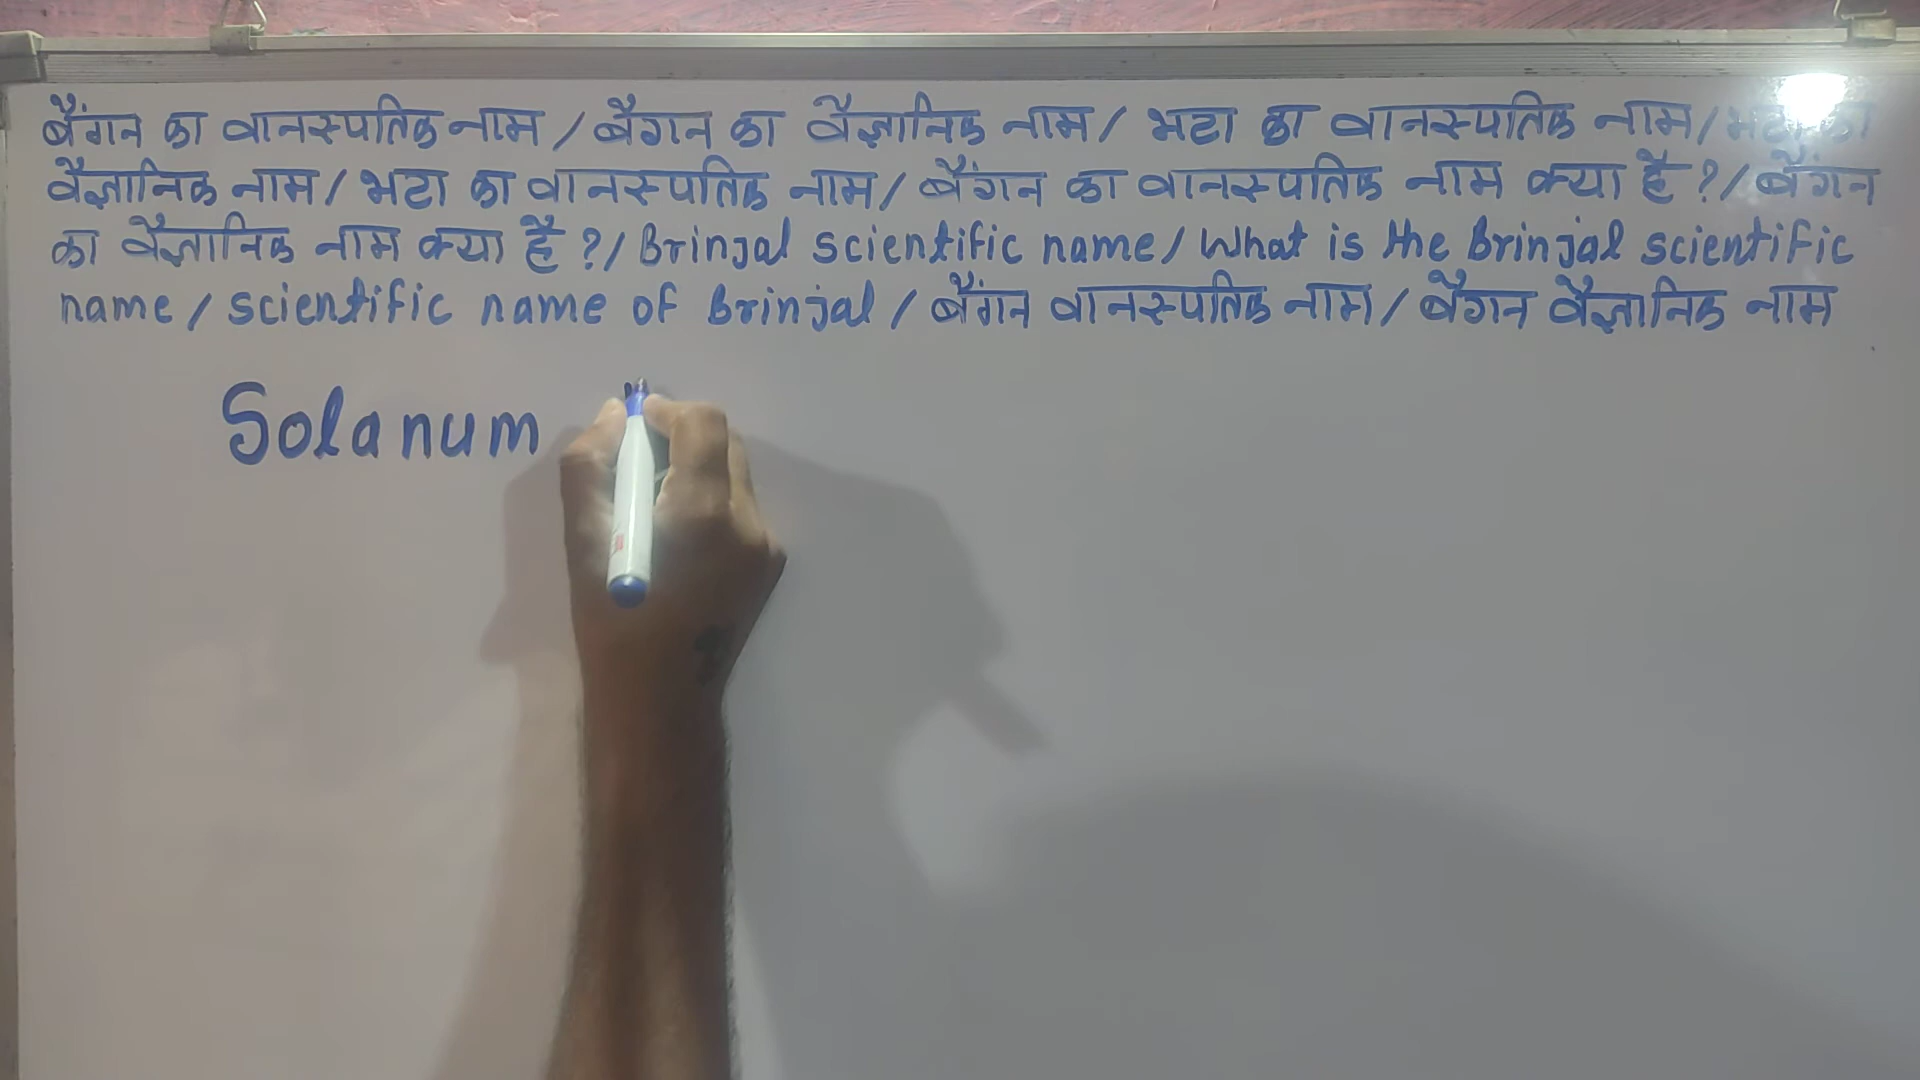 बैंगन का वानस्पतिक नाम / बैगन का वैज्ञानिक नाम / भटा का वानस्पतिक नाम / भटा का
वैज्ञानिक नाम / भटा का वानस्पतिक नाम / बैंगन का वानस्पतिक नाम क्या है ? / बैंगन
का वैज्ञानिक नाम क्या है ? / Brinjal scientific name / What is the Brinjal scientific
name / scientific name of Brinjal / बैंगन वानस्पतिक नाम / बैगन वैज्ञानिक नाम
Solanum